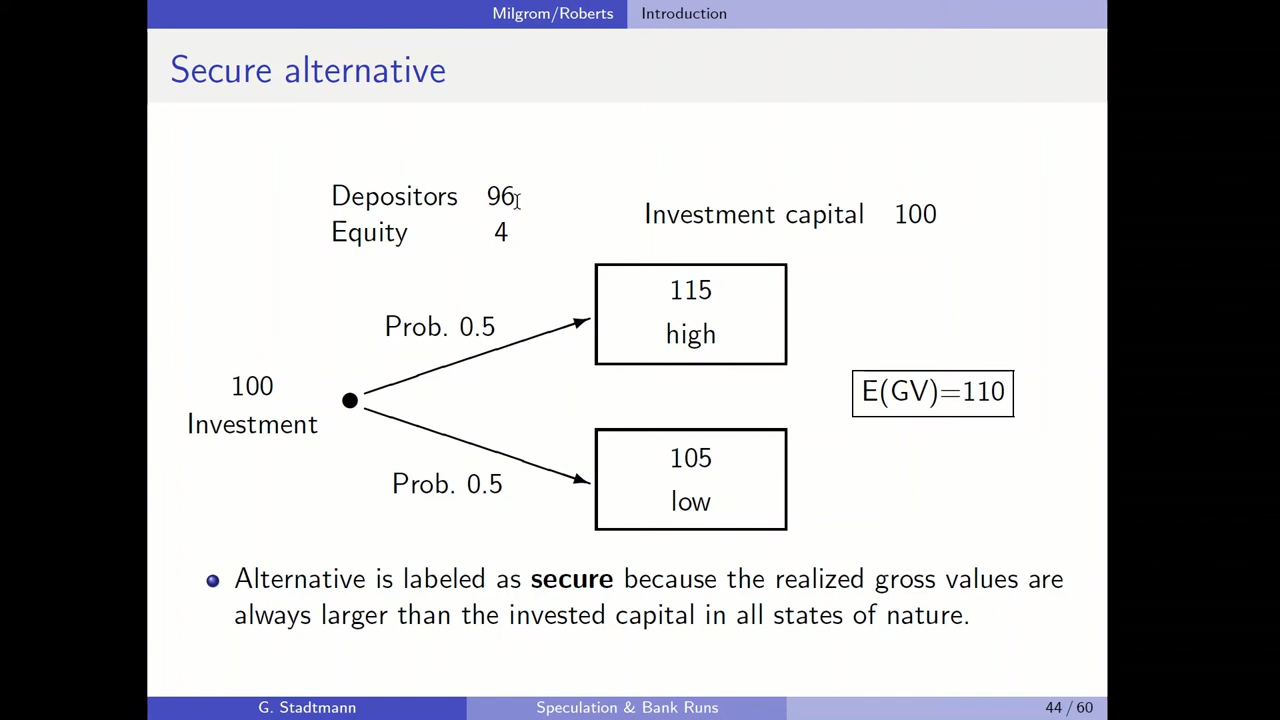 Milgrom/Roberts Introduction
Secure alternative
Depositors 96
Equity 4
Investment capital 100
115
high
Prob. 0.5
100
Investment
E(GV)=110
105
low
Prob. 0.5
Alternative is labeled as secure because the realized gross values are
always larger than the invested capital in all states of nature.
G. Stadtmann Speculation & Bank Runs 44 / 60